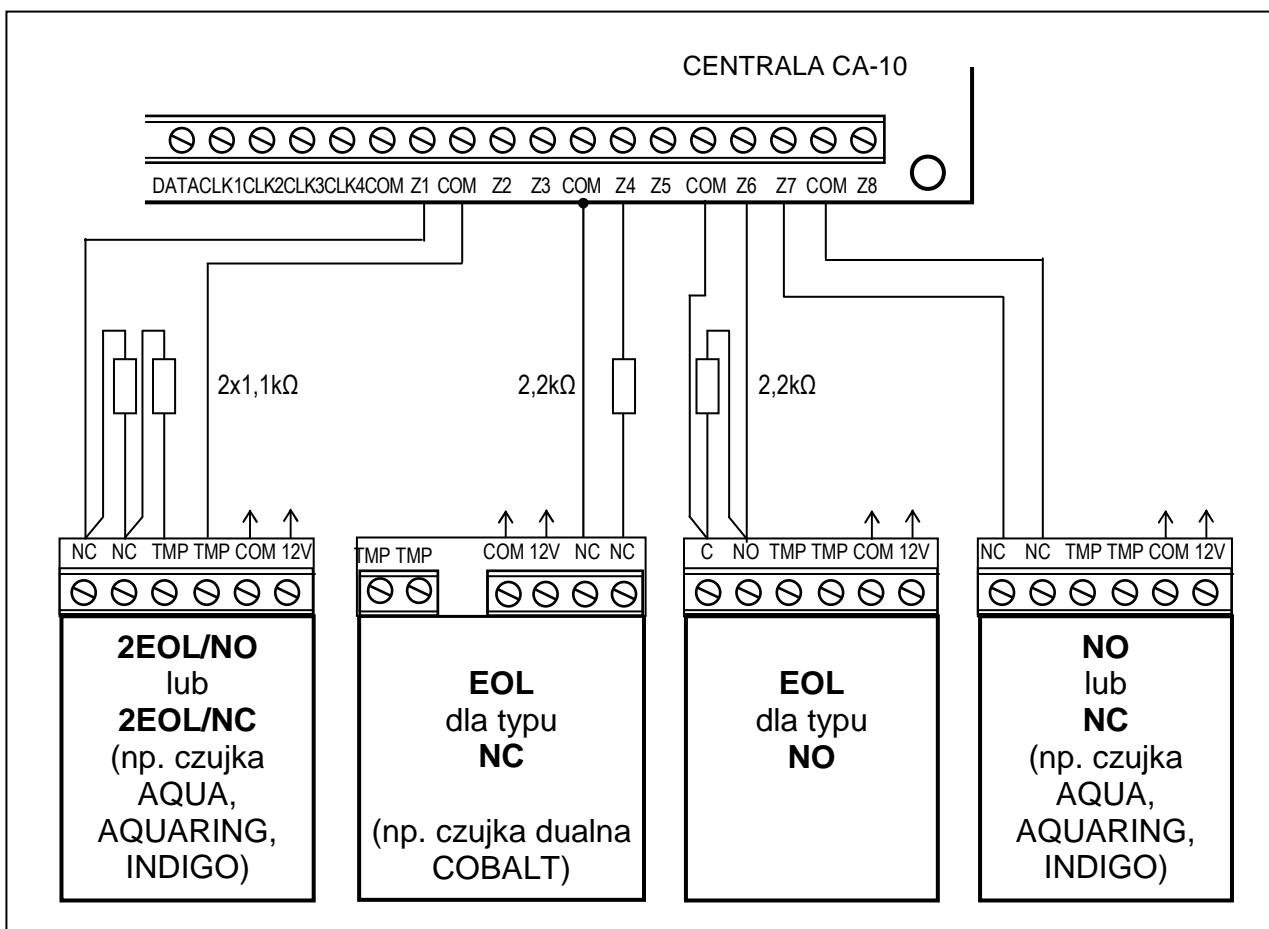 CENTRALA CA-10
DATA CLK1 CLK2 CLK3 CLK4 COM Z1 COM Z2 Z3 COM Z4 Z5 COM Z6 Z7 COM Z8
2x1,1kΩ
2,2kΩ
2,2kΩ
NC NC TMP TMP COM 12V
TMP TMP
COM 12V NC NC
C NO TMP TMP COM 12V
NC NC TMP TMP COM 12V
2EOL/NO
lub
2EOL/NC
(np. czujka
AQUA,
AQUARING,
INDIGO)
EOL
dla typu
NC
(np. czujka dualna
COBALT)
EOL
dla typu
NO
NO
lub
NC
(np. czujka
AQUA,
AQUARING,
INDIGO)